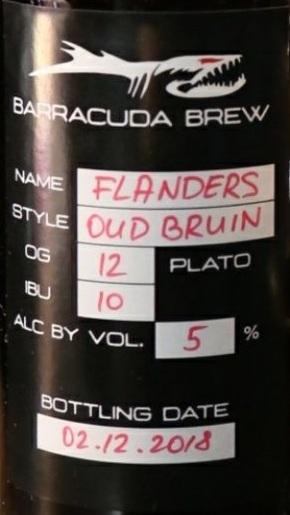 BARRACUDA BREW
NAME FLANDERS
STYLE OUD BRUIN
OG 12 PLATO
IBU 10
ALC BY VOL. 5 %
BOTTLING DATE
02.12.2018